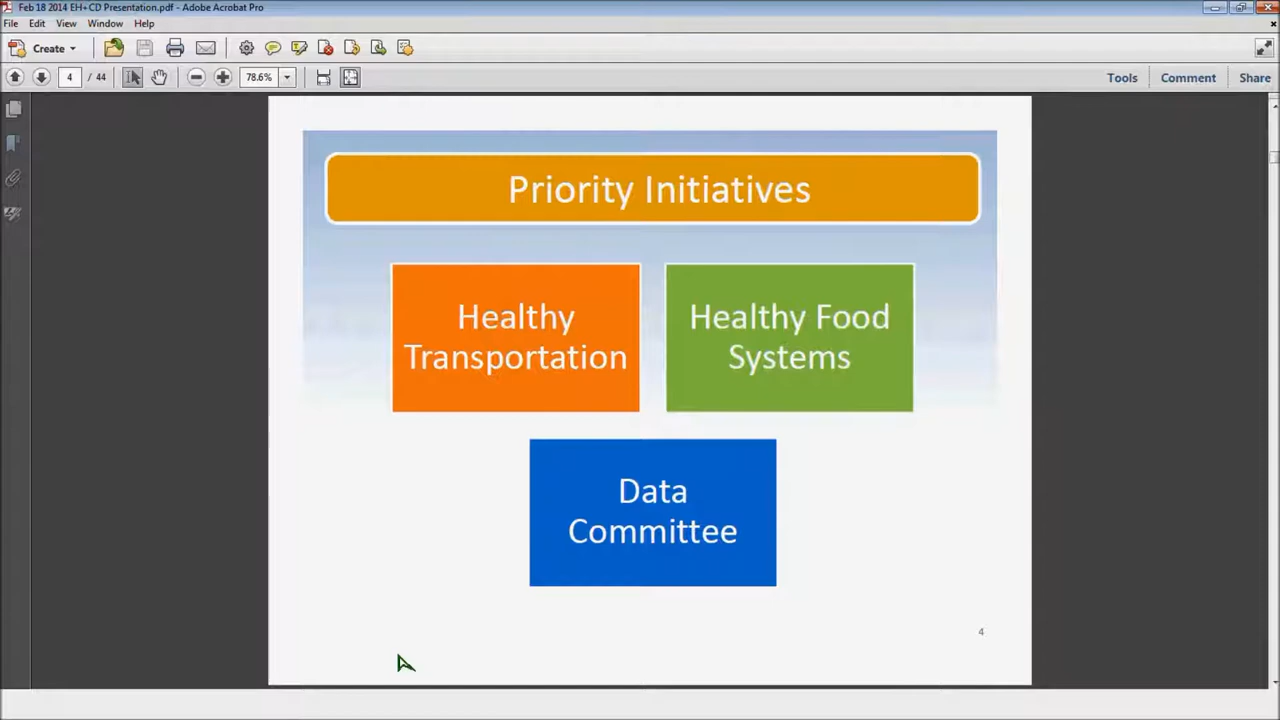 Feb 18 2014 EH+CD Presentation.pdf - Adobe Acrobat Pro
File Edit View Window Help
Create
4 / 44 78.6% Tools Comment Share
Priority Initiatives
Healthy
Transportation
Healthy Food
Systems
Data
Committee
4